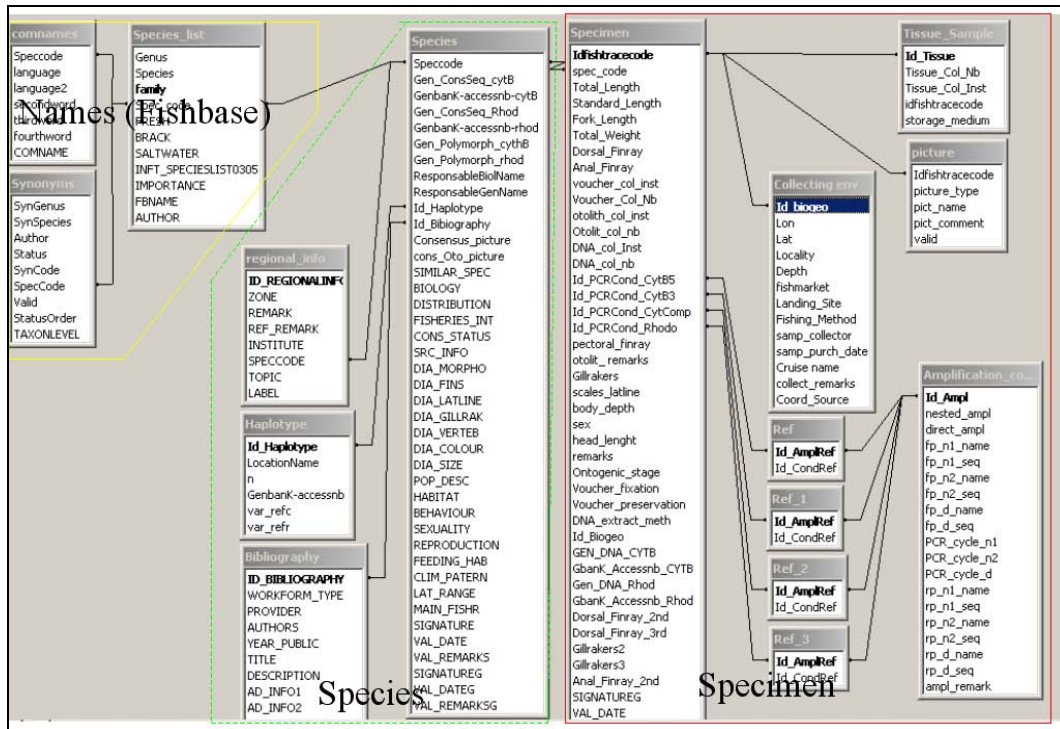 comnames
Speccode
language
language2
secondword
thirdword
fourthword
COMNAME
Names (Fishbase)
Synonyms
SynGenus
SynSpecies
Author
Status
SynCode
SpecCode
Valid
StatusOrder
TAXONLEVEL
Species_list
Genus
Species
family
Spec_code
FRESH
BRACK
SALTWATER
INFT_SPECIESLIST0305
IMPORTANCE
FBNAME
AUTHOR
regional_info
ID_REGIONALINFO
ZONE
REMARK
REF_REMARK
INSTITUTE
SPECCODE
TOPIC
LABEL
Haplotype
Id_Haplotype
LocationName
n
GenbanK-accessnb
var_refc
var_refr
Bibliography
ID_BIBLIOGRAPHY
WORKFORM_TYPE
PROVIDER
AUTHORS
YEAR_PUBLIC
TITLE
DESCRIPTION
AD_INFO1
AD_INFO2
Species
Species
Speccode
Gen_ConsSeq_cytB
GenbanK-accessnb-cytB
Gen_ConsSeq_Rhod
GenbanK-accessnb-rhod
Gen_Polymorph_cythB
Gen_Polymorph_rhod
ResponsableBiolName
ResponsableGenName
Id_Haplotype
Id_Bibiography
Consensus_picture
cons_Oto_picture
SIMILAR_SPEC
BIOLOGY
DISTRIBUTION
FISHERIES_INT
CONS_STATUS
SRC_INFO
DIA_MORPHO
DIA_FINS
DIA_LATLINE
DIA_GILLRAK
DIA_VERTEB
DIA_COLOUR
DIA_SIZE
POP_DESC
HABITAT
BEHAVIOUR
SEXUALITY
REPRODUCTION
FEEDING_HAB
CLIM_PATERN
LAT_RANGE
MAIN_FISHR
SIGNATURE
VAL_DATE
VAL_REMARKS
SIGNATUREG
VAL_DATEG
VAL_REMARKSG
Specimen
Idfishtracecode
spec_code
Total_Length
Standard_Length
Fork_Length
Total_Weight
Dorsal_Finray
Anal_Finray
voucher_col_inst
Voucher_Col_Nb
otolith_col_inst
Otolit_col_nb
DNA_col_Inst
DNA_col_nb
Id_PCRCond_CytB5
Id_PCRCond_CytB3
Id_PCRCond_CytComp
Id_PCRCond_Rhodo
pectoral_finray
otolit_remarks
Gillrakers
scales_latline
body_depth
sex
head_lenght
remarks
Ontogenic_stage
Voucher_fixation
Voucher_preservation
DNA_extract_meth
Id_Biogeo
GEN_DNA_CYTB
GbanK_Accessnb_CYTB
Gen_DNA_Rhod
GbanK_Accessnb_Rhod
Dorsal_Finray_2nd
Dorsal_Finray_3rd
Gillrakers2
Gillrakers3
Anal_Finray_2nd
SIGNATUREG
VAL_DATE
Specimen
Tissue_Sample
Id_Tissue
Tissue_Col_Nb
Tissue_Col_Inst
idfishtracecode
storage_medium
picture
Idfishtracecode
picture_type
pict_name
pict_comment
valid
Collecting env
Id_biogeo
Lon
Lat
Locality
Depth
fishmarket
Landing_Site
Fishing_Method
samp_collector
samp_purch_date
Cruise name
collect_remarks
Coord_Source
Ref
Id_AmplRef
Id_CondRef
Ref_1
Id_AmplRef
Id_CondRef
Ref_2
Id_AmplRef
Id_CondRef
Ref_3
Id_AmplRef
Id_CondRef
Amplification_co...
Id_Ampl
nested_ampl
direct_ampl
fp_n1_name
fp_n1_seq
fp_n2_name
fp_n2_seq
fp_d_name
fp_d_seq
PCR_cycle_n1
PCR_cycle_n2
PCR_cycle_d
rp_n1_name
rp_n1_seq
rp_n2_name
rp_n2_seq
rp_d_name
rp_d_seq
ampl_remark